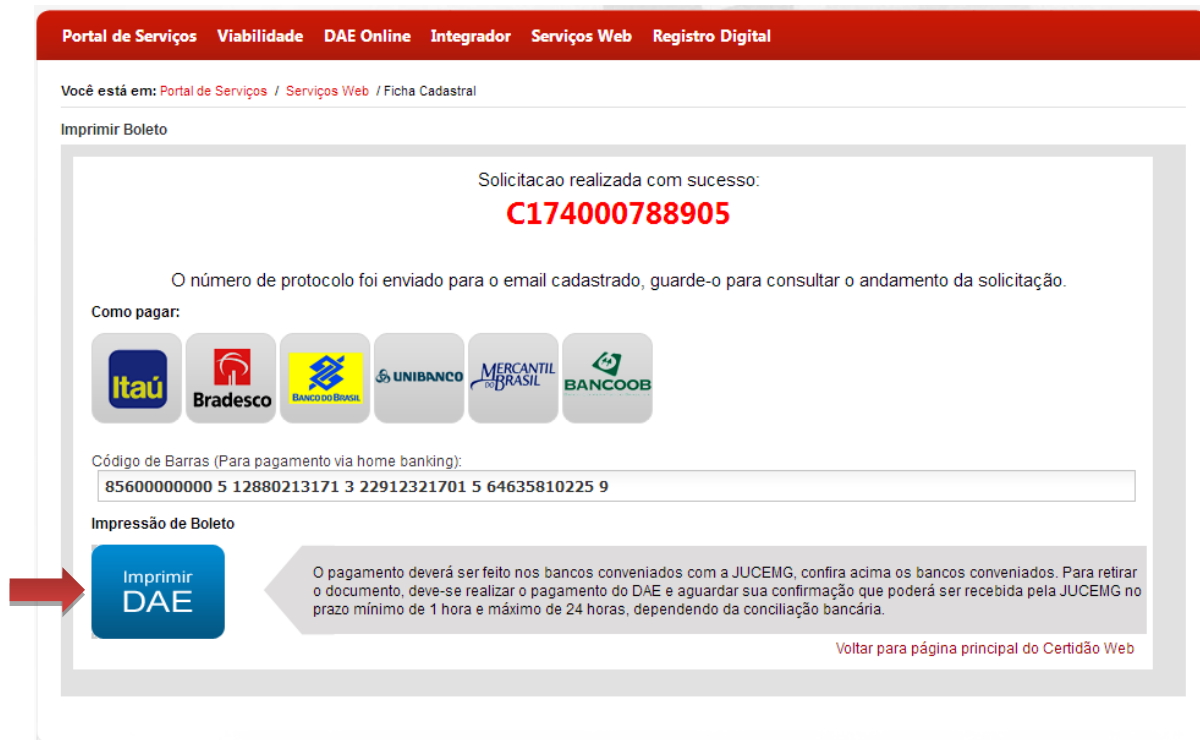 Portal de Serviços Viabilidade DAE Online Integrador Serviços Web Registro Digital
Você está em: Portal de Serviços / Serviços Web / Ficha Cadastral
Imprimir Boleto
Solicitacao realizada com sucesso:
C174000788905
O número de protocolo foi enviado para o email cadastrado, guarde-o para consultar o andamento da solicitação.
Como pagar:
Itaú
Bradesco
BANCO DO BRASIL
UNIBANCO
MERCANTIL
DO BRASIL
BANCOOB
Código de Barras (Para pagamento via home banking):
85600000000 5 12880213171 3 22912321701 5 64635810225 9
Impressão de Boleto
Imprimir
DAE
O pagamento deverá ser feito nos bancos conveniados com a JUCEMG, confira acima os bancos conveniados. Para retirar
o documento, deve-se realizar o pagamento do DAE e aguardar sua confirmação que poderá ser recebida pela JUCEMG no
prazo mínimo de 1 hora e máximo de 24 horas, dependendo da conciliação bancária.
Voltar para página principal do Certidão Web